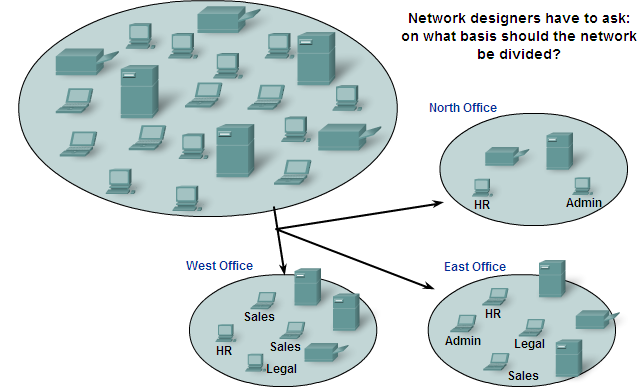 Network designers have to ask:
on what basis should the network
be divided?
North Office
HR
Admin
West Office
Sales
HR
Sales
Legal
East Office
HR
Admin
Legal
Sales